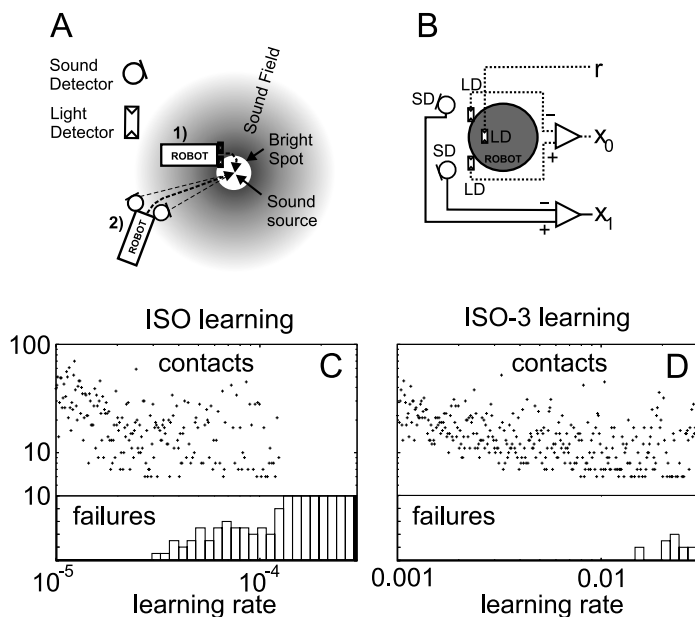 A
Sound
Detector
Light
Detector
1)
ROBOT
2)
ROBOT
Sound Field
Bright
Spot
Sound
source
B
r
SD
LD
LD
ROBOT
SD
LD
−
+
X0
−
+
X1
ISO learning
100
contacts
C
10
10
failures
10^-5
10^-4
learning rate
ISO-3 learning
contacts
D
failures
0.001
0.01
learning rate